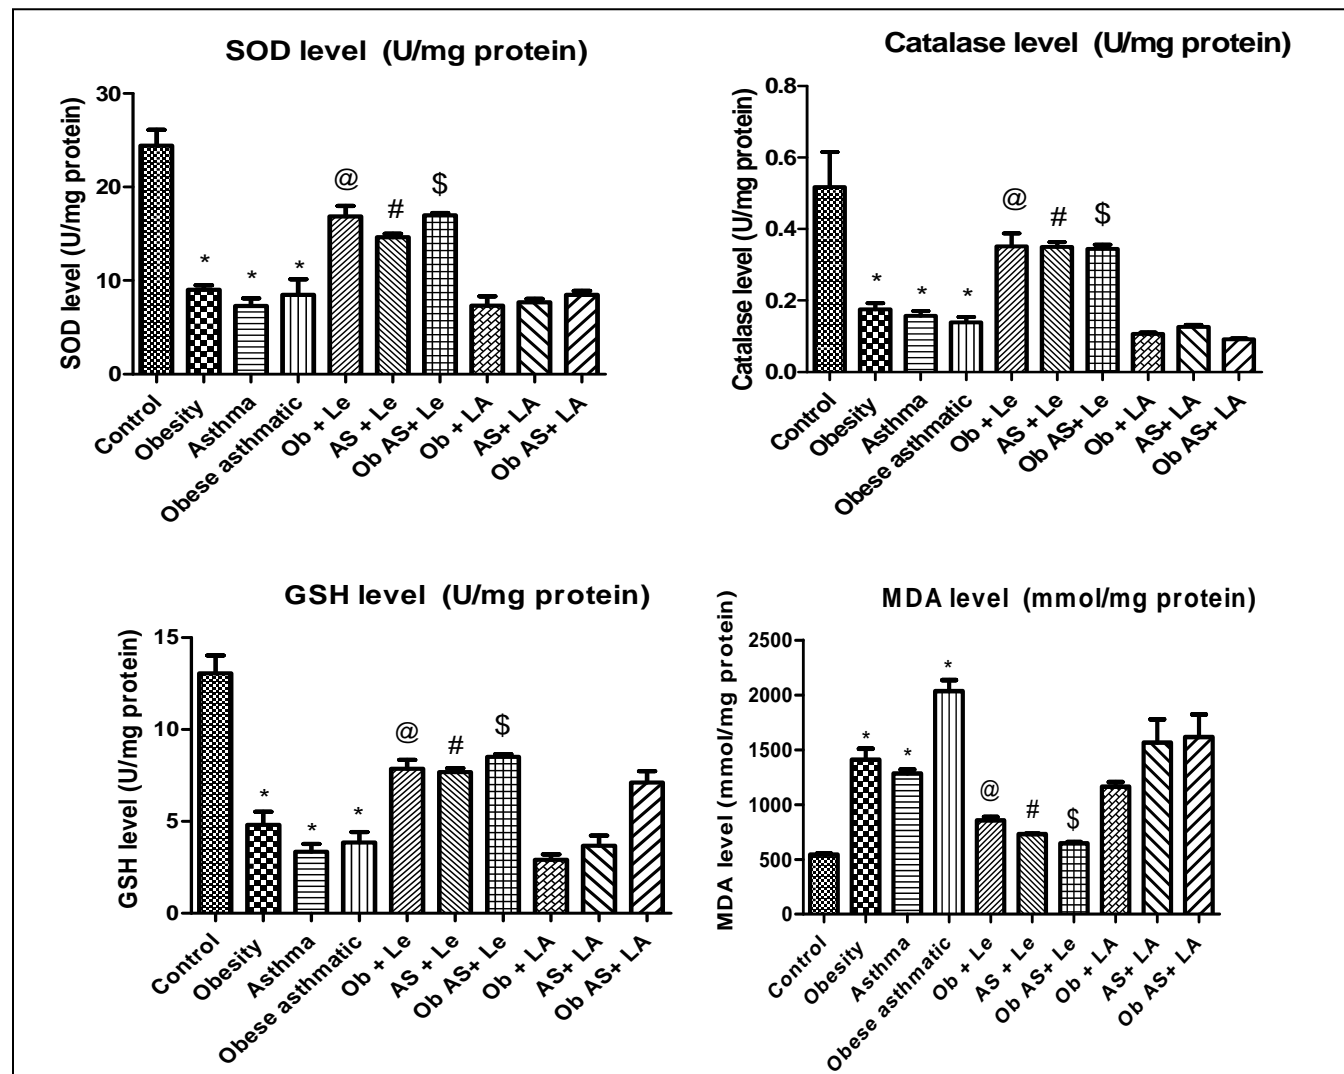 SOD level (U/mg protein)
SOD level (U/mg protein)
30
20
10
0
* * * @ # $
Control
Obesity
Asthma
Obese asthmatic
Ob + Le
AS + Le
Ob AS+ Le
Ob + LA
AS+ LA
Ob AS+ LA
Catalase level (U/mg protein)
Catalase level (U/mg protein)
0.8
0.6
0.4
0.2
0.0
* * * @ # $
Control
Obesity
Asthma
Obese asthmatic
Ob + Le
AS + Le
Ob AS+ Le
Ob + LA
AS+ LA
Ob AS+ LA
GSH level (U/mg protein)
GSH level (U/mg protein)
15
10
5
0
* * * @ # $
Control
Obesity
Asthma
Obese asthmatic
Ob + Le
AS + Le
Ob AS+ Le
Ob + LA
AS+ LA
Ob AS+ LA
MDA level (mmol/mg protein)
MDA level (mmol/mg protein)
2500
2000
1500
1000
500
0
* * * @ # $
Control
Obesity
Asthma
Obese asthmatic
Ob + Le
AS + Le
Ob AS+ Le
Ob + LA
AS+ LA
Ob AS+ LA